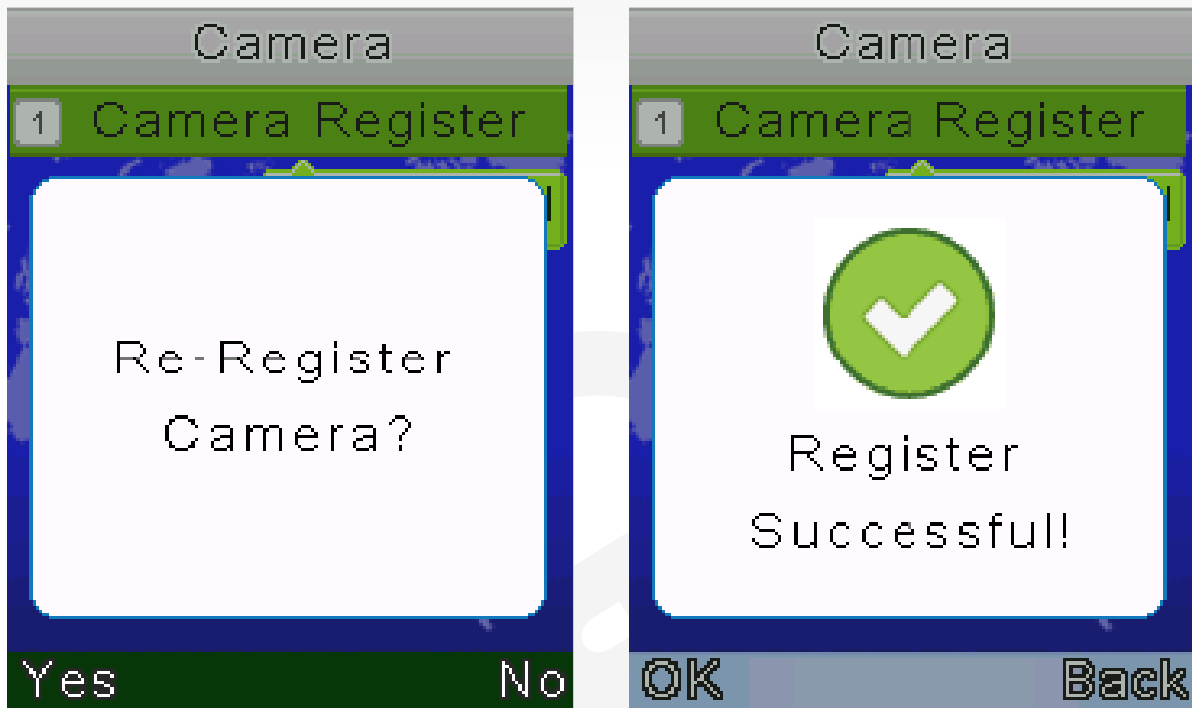 Camera
1 Camera Register
Re-Register
Camera?
Yes No
Camera
1 Camera Register
Register
Successful!
OK Back